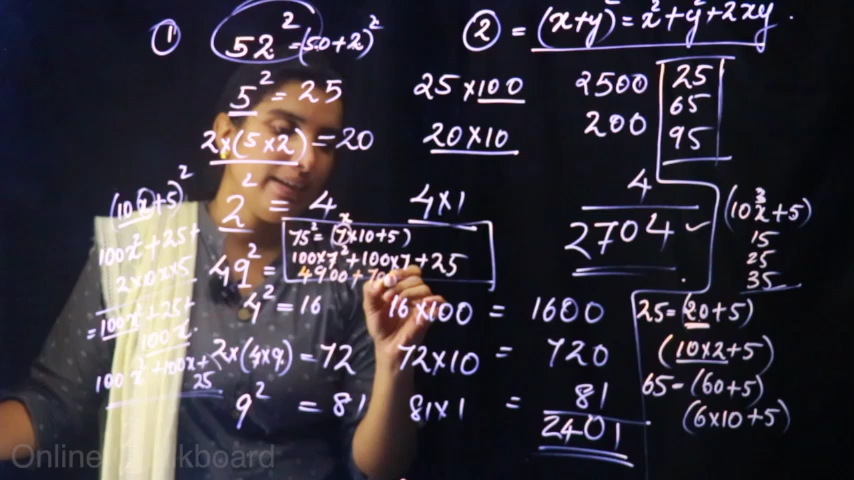 ① 52² = (50+2)²
② = (x+y)² = x²+y²+2xy.
5² = 25 25×100 2500
2×(5×2) = 20 20×10 200
2² = 4 4×1 4
2704 ✓
25
65
95
(10x+5)²
100x²+25+
2×10x×5
= 100x²+25+
100x.
100x²+100x+
25
75² = (7×10+5)
100×7²+100×7+25
4900+700
49² =
4² = 16 16×100 = 1600
2×(4×9) = 72 72×10 = 720
9² = 81 81×1 = 81
2401
(10x+5)
3
15
25
35
25 = (20+5)
(10×2+5)
65 - (60+5)
(6×10+5)
Online
kboard